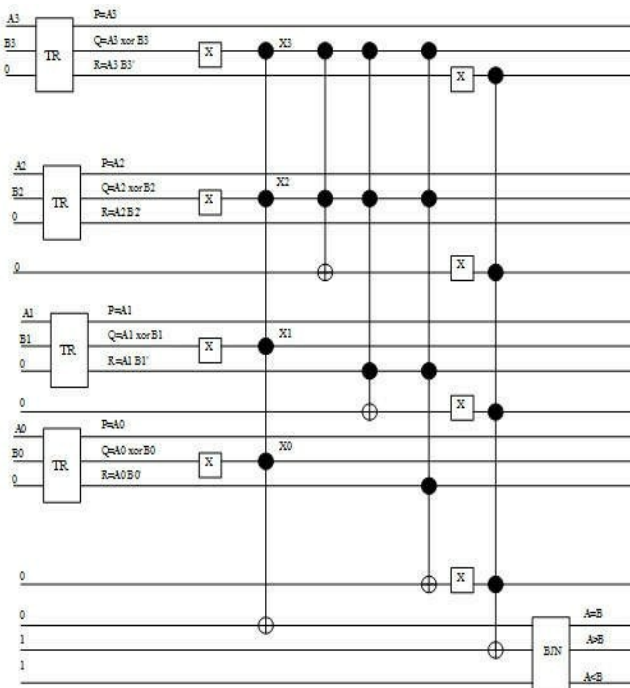 A3 P=A3
B3 TR Q=A3 xor B3 X X3
0 R=A3 B3' X
A2 P=A2
B2 TR Q=A2 xor B2 X X2
0 R=A2 B2'
0 X
A1 P=A1
B1 TR Q=A1 xor B1 X X1
0 R=A1 B1'
0 X
A0 P=A0
B0 TR Q=A0 xor B0 X X0
0 R=A0 B0'
0 X
0 A=B
1 BJN A>B
1 A<B